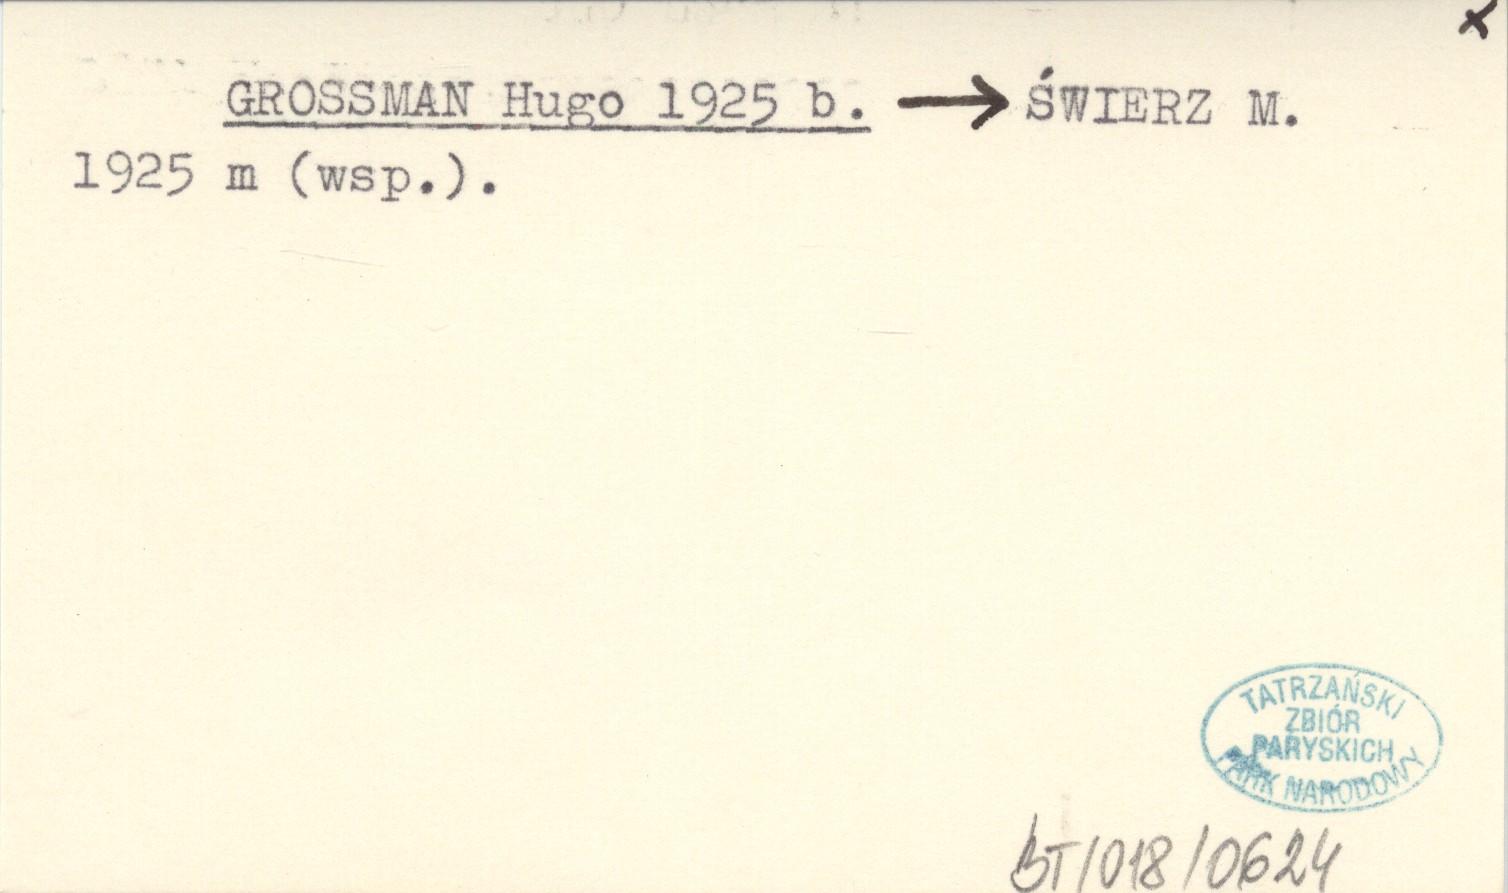 x
GROSSMAN Hugo 1925 b. → ŚWIERZ M.
1925 m (wsp.).
TATRZAŃSKI
ZBIÓR
PARYSKICH
PARK NARODOWY
BT/018/0624